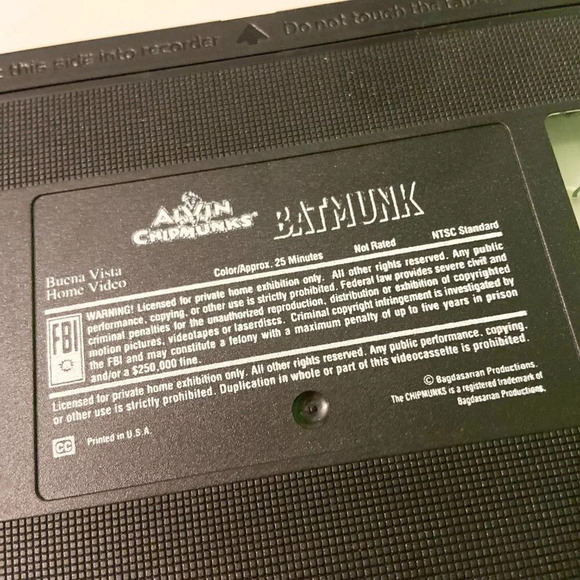 this side into recorder Do not touch the
ALVIN
AND THE
CHIPMUNKS
BATMUNK
Color/Approx. 25 Minutes Not Rated NTSC Standard
Buena Vista
Home Video
FBI
WARNING! Licensed for private home exhibition only. All other rights reserved. Any public
performance, copying, or other use is strictly prohibited. Federal law provides severe civil and
criminal penalties for the unauthorized reproduction, distribution or exhibition of copyrighted
motion pictures, videotapes or laserdiscs. Criminal copyright infringement is investigated by
the FBI and may constitute a felony with a maximum penalty of up to five years in prison
and/or a $250,000 fine.
Licensed for private home exhibition only. All other rights reserved. Any public performance, copying,
or other use is strictly prohibited. Duplication in whole or part of this videocassette is prohibited.
© Bagdasarian Productions.
The CHIPMUNKS is a registered trademark of
Bagdasarian Productions.
CC Printed in U.S.A.